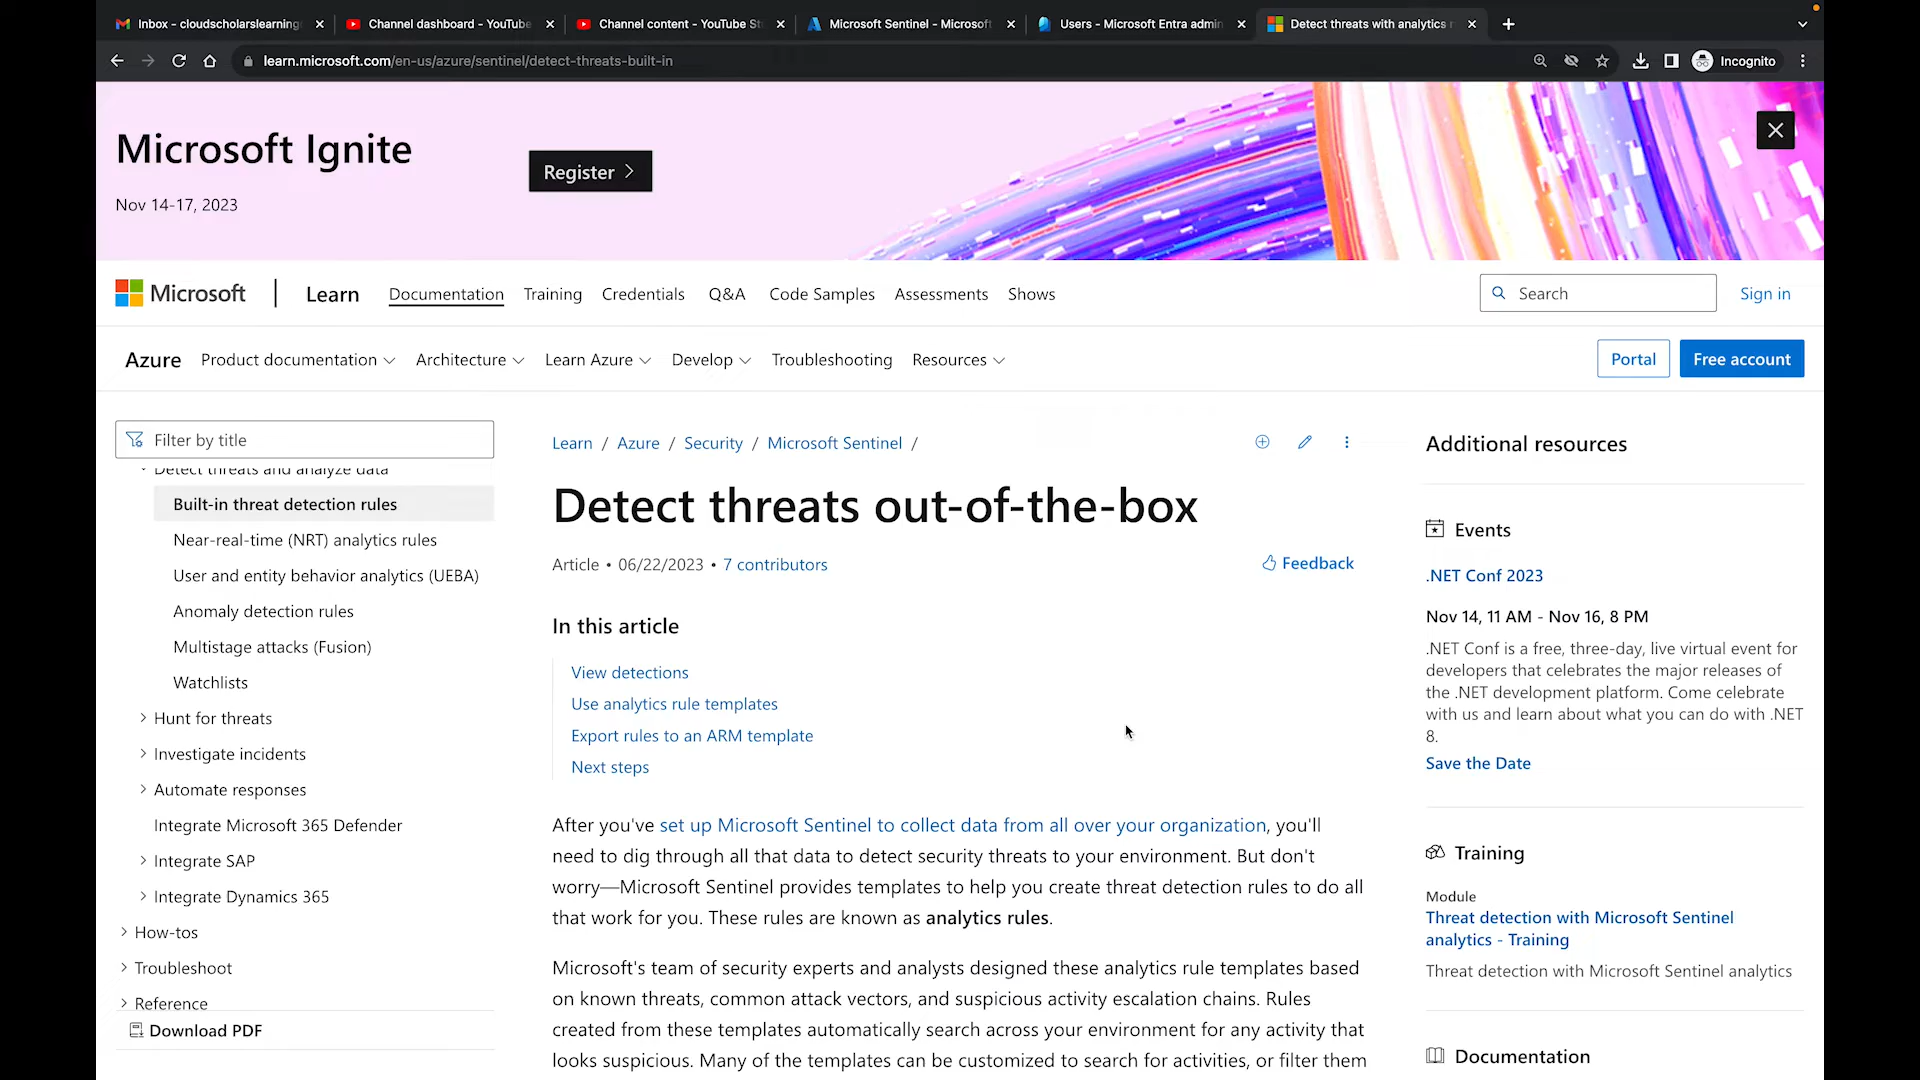 Inbox - cloudscholarslearning
Channel dashboard - YouTube
Channel content - YouTube St
Microsoft Sentinel - Microsoft
Users - Microsoft Entra admin
Detect threats with analytics
learn.microsoft.com/en-us/azure/sentinel/detect-threats-built-in
Incognito
Microsoft Ignite
Register
Nov 14-17, 2023
Microsoft
Learn
Documentation
Training
Credentials
Q&A
Code Samples
Assessments
Shows
Search
Sign in
Azure
Product documentation
Architecture
Learn Azure
Develop
Troubleshooting
Resources
Portal
Free account
Filter by title
Detect threats and analyze data
Built-in threat detection rules
Near-real-time (NRT) analytics rules
User and entity behavior analytics (UEBA)
Anomaly detection rules
Multistage attacks (Fusion)
Watchlists
Hunt for threats
Investigate incidents
Automate responses
Integrate Microsoft 365 Defender
Integrate SAP
Integrate Dynamics 365
How-tos
Troubleshoot
Reference
Download PDF
Learn / Azure / Security / Microsoft Sentinel /
Detect threats out-of-the-box
Article • 06/22/2023 • 7 contributors
Feedback
In this article
View detections
Use analytics rule templates
Export rules to an ARM template
Next steps
After you've set up Microsoft Sentinel to collect data from all over your organization, you'll
need to dig through all that data to detect security threats to your environment. But don't
worry—Microsoft Sentinel provides templates to help you create threat detection rules to do all
that work for you. These rules are known as analytics rules.
Microsoft's team of security experts and analysts designed these analytics rule templates based
on known threats, common attack vectors, and suspicious activity escalation chains. Rules
created from these templates automatically search across your environment for any activity that
looks suspicious. Many of the templates can be customized to search for activities, or filter them
Additional resources
Events
.NET Conf 2023
Nov 14, 11 AM - Nov 16, 8 PM
.NET Conf is a free, three-day, live virtual event for
developers that celebrates the major releases of
the .NET development platform. Come celebrate
with us and learn about what you can do with .NET
8.
Save the Date
Training
Module
Threat detection with Microsoft Sentinel
analytics - Training
Threat detection with Microsoft Sentinel analytics
Documentation